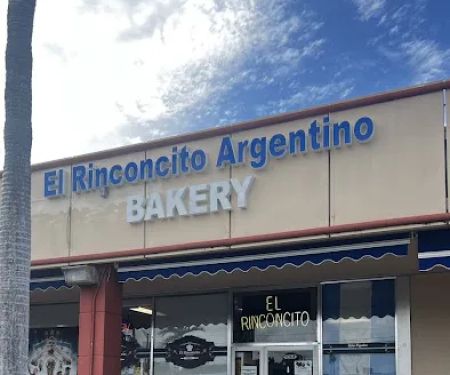 El Rinconcito Argentino
BAKERY
EL
RINCONCITO